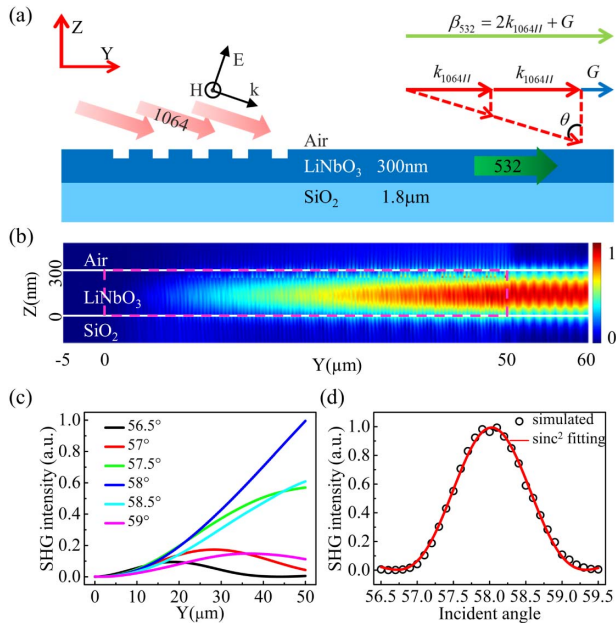 (a)
Z
Y
E
H
k
1064
β532 = 2k1064// + G
k1064// k1064// G
θ
Air
LiNbO3 300nm 532
SiO2 1.8μm
(b)
Z(nm)
300
0
Air
LiNbO3
SiO2
-5 0 50 60
Y(μm)
1
0
(c)
SHG intensity (a.u.)
1.0
0.8
0.6
0.4
0.2
0.0
56.5°
57°
57.5°
58°
58.5°
59°
0 10 20 30 40 50
Y(μm)
(d)
SHG intensity (a.u.)
1.0
0.8
0.6
0.4
0.2
0.0
simulated
sinc² fitting
56.5 57.0 57.5 58.0 58.5 59.0 59.5
Incident angle